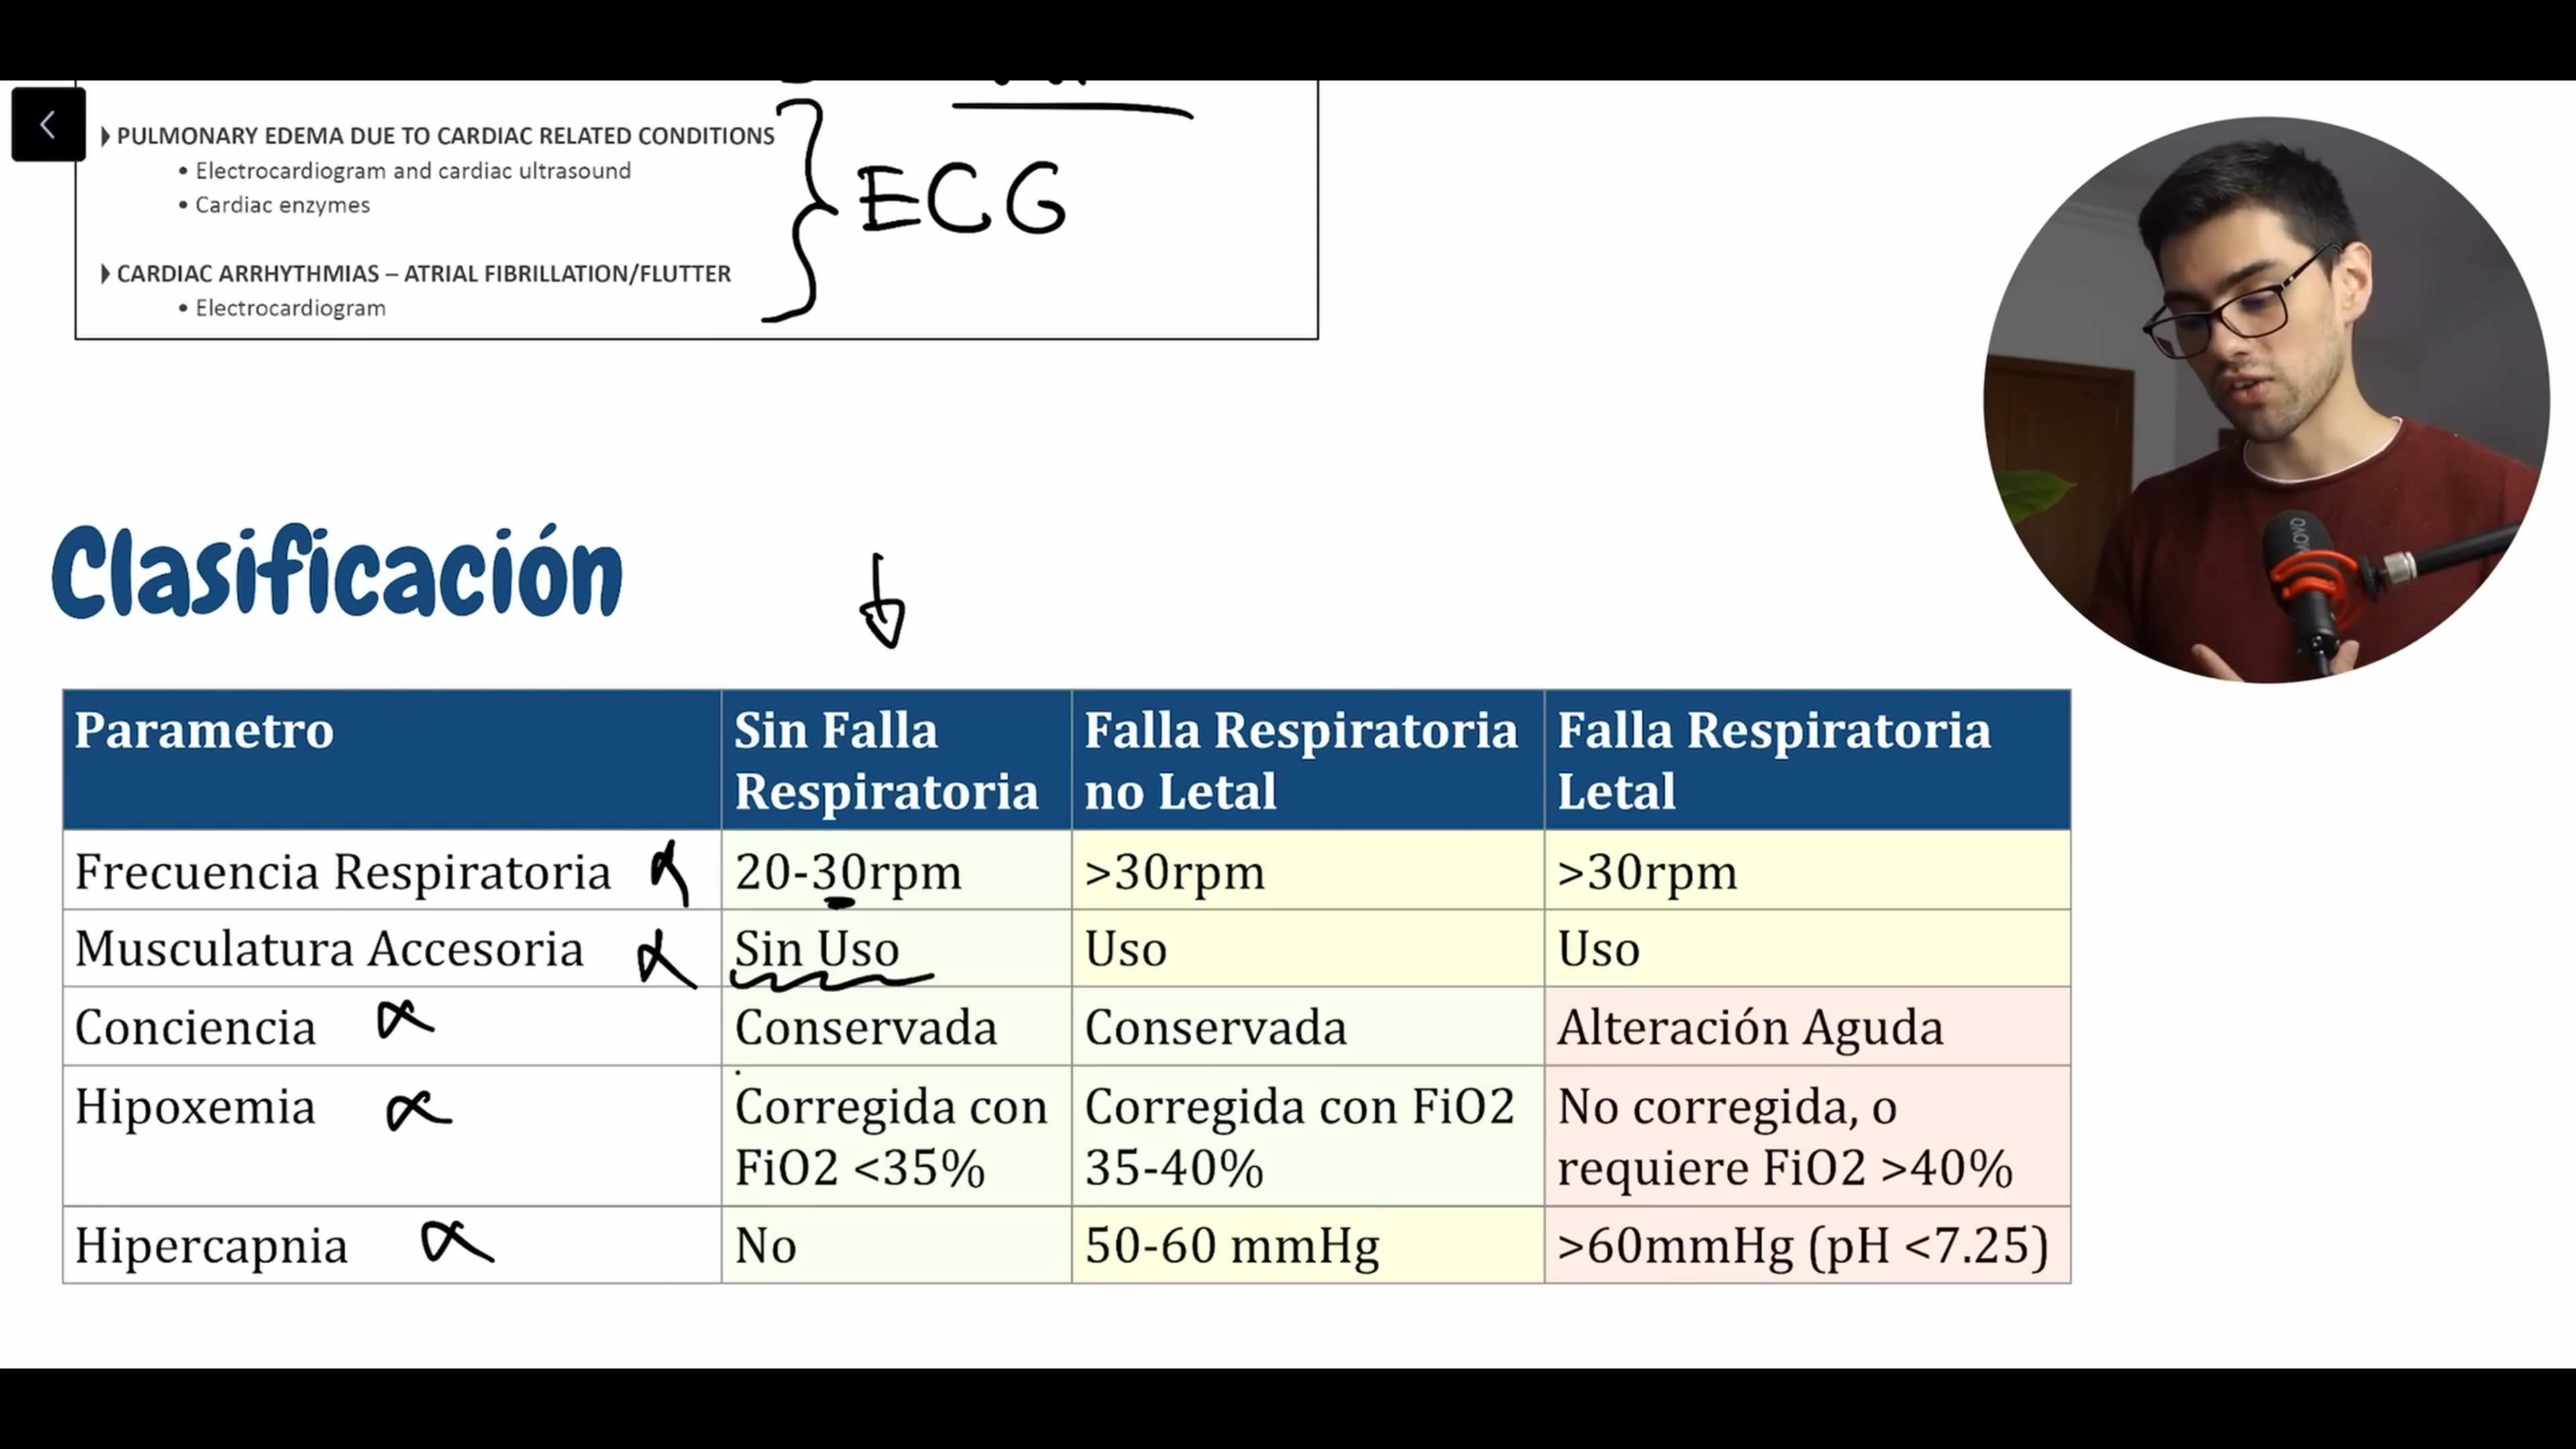 PULMONARY EDEMA DUE TO CARDIAC RELATED CONDITIONS
• Electrocardiogram and cardiac ultrasound
• Cardiac enzymes
CARDIAC ARRHYTHMIAS – ATRIAL FIBRILLATION/FLUTTER
• Electrocardiogram
ECG
MOVO
Clasificación
Parametro
Sin Falla
Respiratoria
Falla Respiratoria
no Letal
Falla Respiratoria
Letal
Frecuencia Respiratoria
20-30rpm
>30rpm
>30rpm
Musculatura Accesoria
Sin Uso
Uso
Uso
Conciencia
Conservada
Conservada
Alteración Aguda
Hipoxemia
Corregida con
FiO2 <35%
Corregida con FiO2
35-40%
No corregida, o
requiere FiO2 >40%
Hipercapnia
No
50-60 mmHg
>60mmHg (pH <7.25)